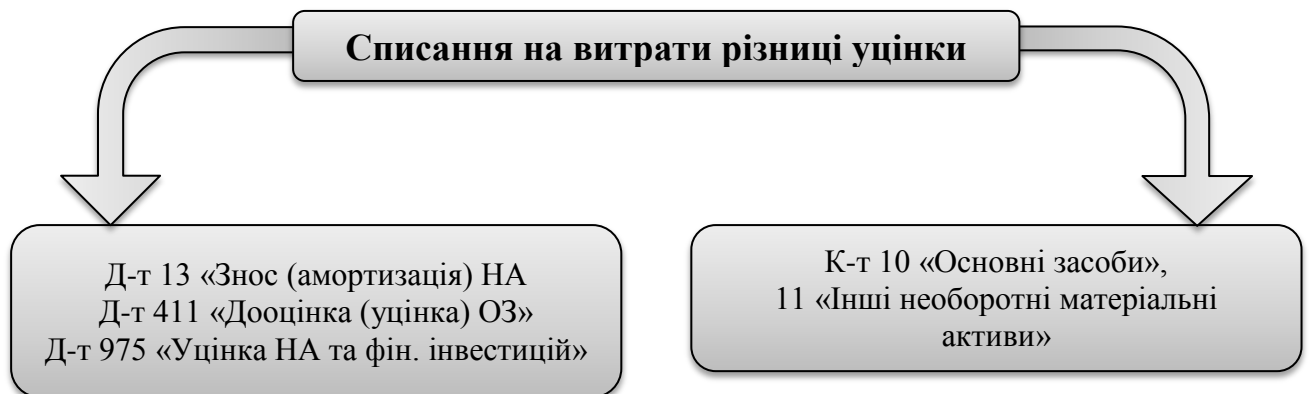 Списання на витрати різниці уцінки
Д-т 13 «Знос (амортизація) НА
Д-т 411 «Дооцінка (уцінка) ОЗ»
Д-т 975 «Уцінка НА та фін. інвестицій»
К-т 10 «Основні засоби»,
11 «Інші необоротні матеріальні
активи»